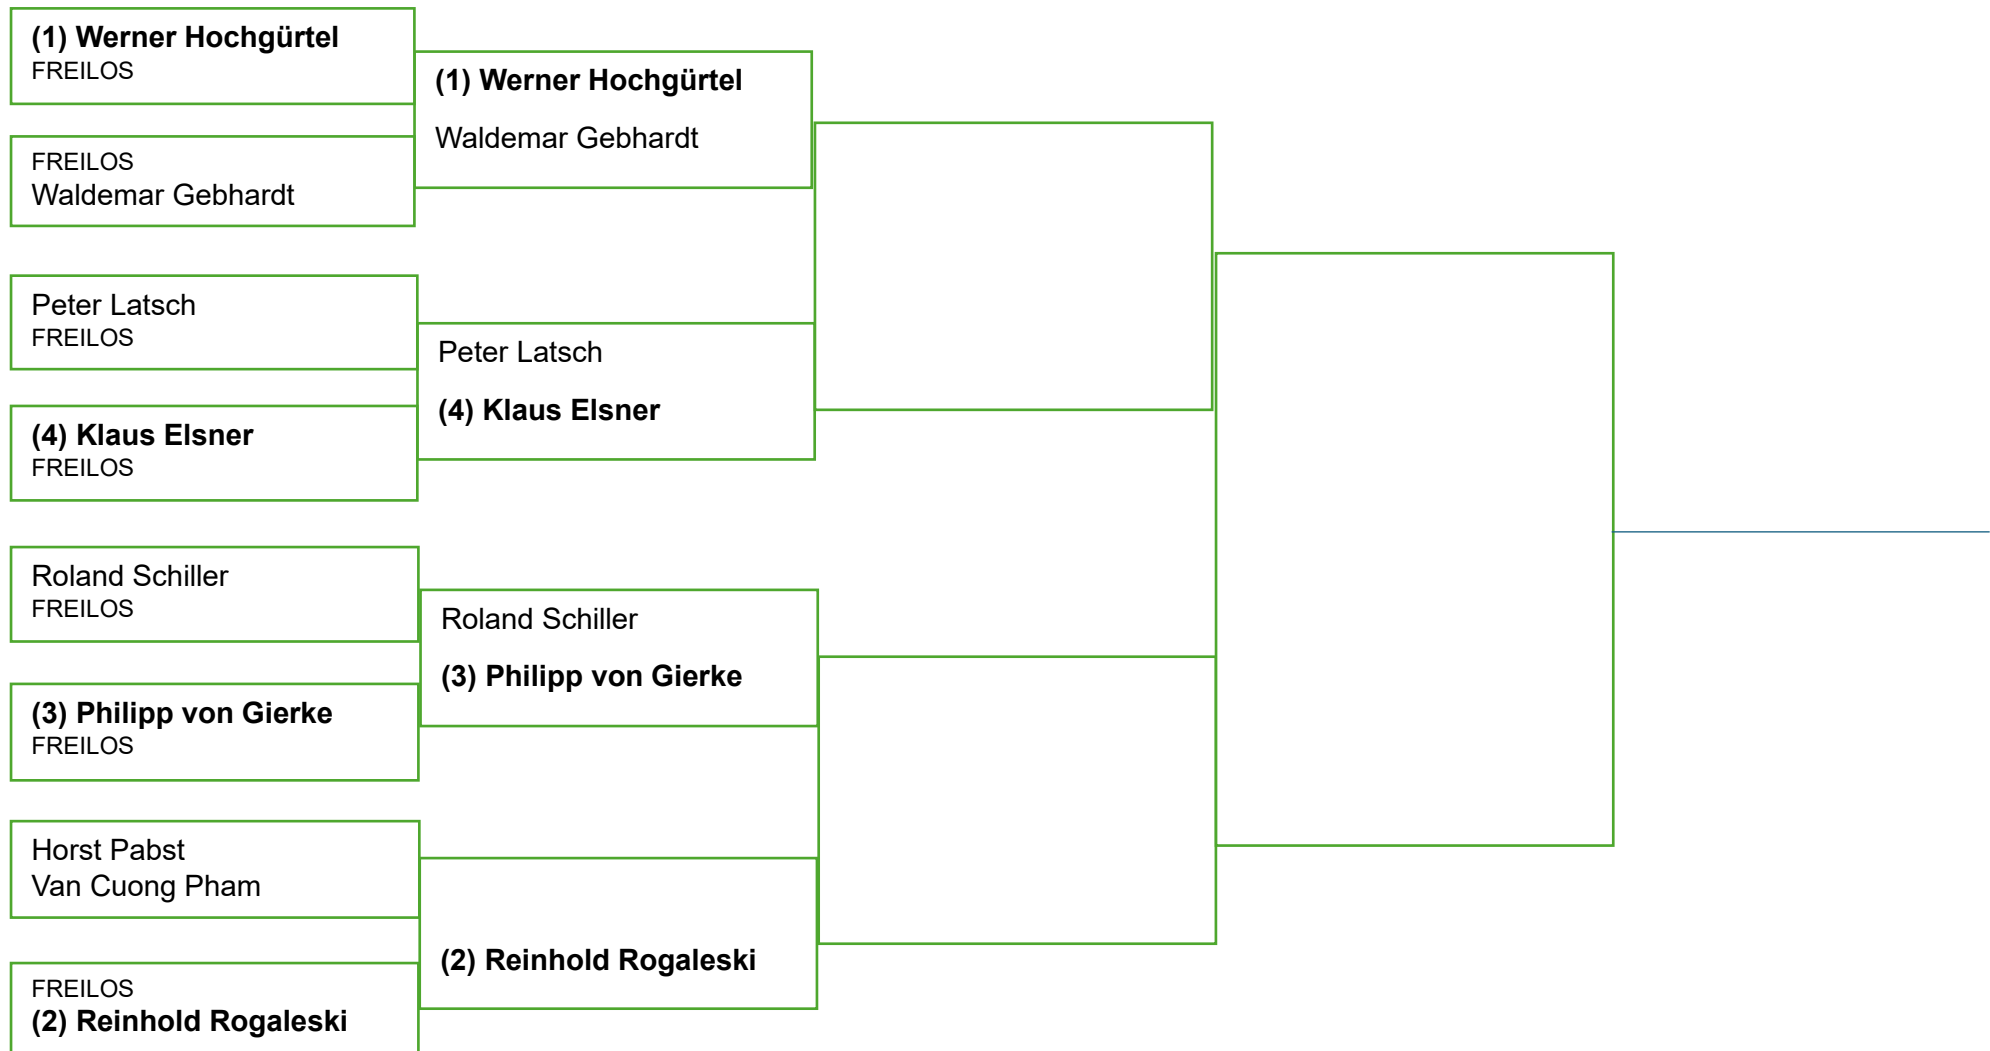 (1) Werner Hochgürtel
FREILOS
FREILOS
Waldemar Gebhardt
Peter Latsch
FREILOS
(4) Klaus Elsner
FREILOS
Roland Schiller
FREILOS
(3) Philipp von Gierke
FREILOS
Horst Pabst
Van Cuong Pham
FREILOS
(2) Reinhold Rogaleski
(1) Werner Hochgürtel
Waldemar Gebhardt
Peter Latsch
(4) Klaus Elsner
Roland Schiller
(3) Philipp von Gierke
(2) Reinhold Rogaleski